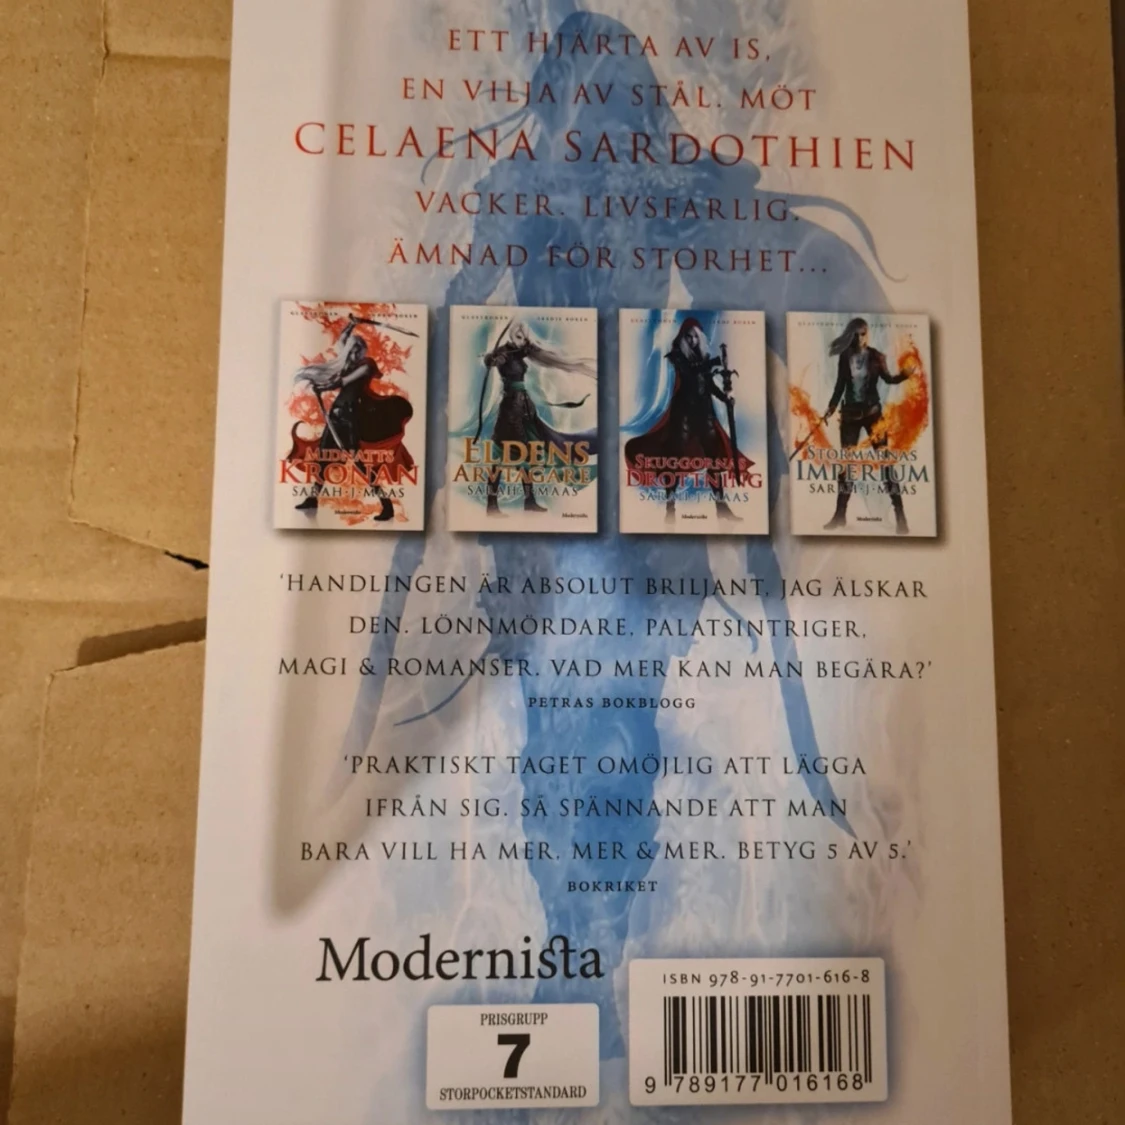 ETT HJÄRTA AV IS,
EN VILJA AV STÅL. MÖT
CELAENA SARDOTHIEN
VACKER. LIVSFARLIG.
ÄMNAD FÖR STORHET...
MIDNATTS
KRONAN
SARAH J MAAS
Modernista
ELDENS
ARVTAGARE
SARAH J MAAS
Modernista
SKUGGORNAS
DROTTNING
SARAH J MAAS
Modernista
STORMARNAS
IMPERIUM
SARAH J MAAS
Modernista
'HANDLINGEN ÄR ABSOLUT BRILJANT, JAG ÄLSKAR
DEN. LÖNNMÖRDARE, PALATSINTRIGER,
MAGI & ROMANSER. VAD MER KAN MAN BEGÄRA?'
PETRAS BOKBLOGG
'PRAKTISKT TAGET OMÖJLIG ATT LÄGGA
IFRÅN SIG. SÅ SPÄNNANDE ATT MAN
BARA VILL HA MER, MER & MER. BETYG 5 AV 5.'
BOKRIKET
Modernista
PRISGRUPP
7
STORPOCKETSTANDARD
ISBN 978-91-7701-616-8
9 789177 016168